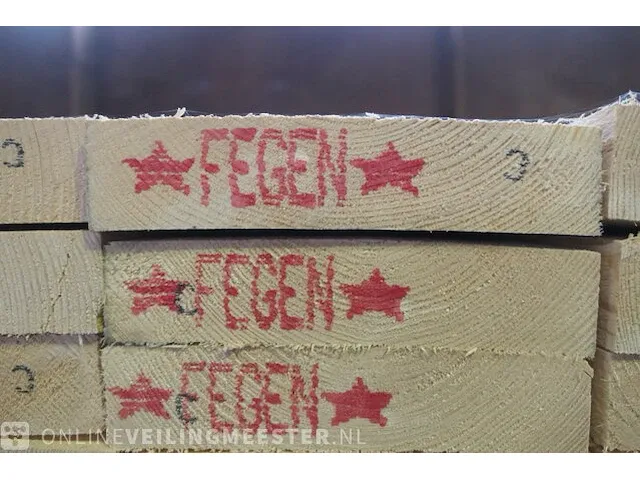 C FEGEN C
FEGEN
C
C FEGEN
C
ONLINEVEILINGMEESTER.NL